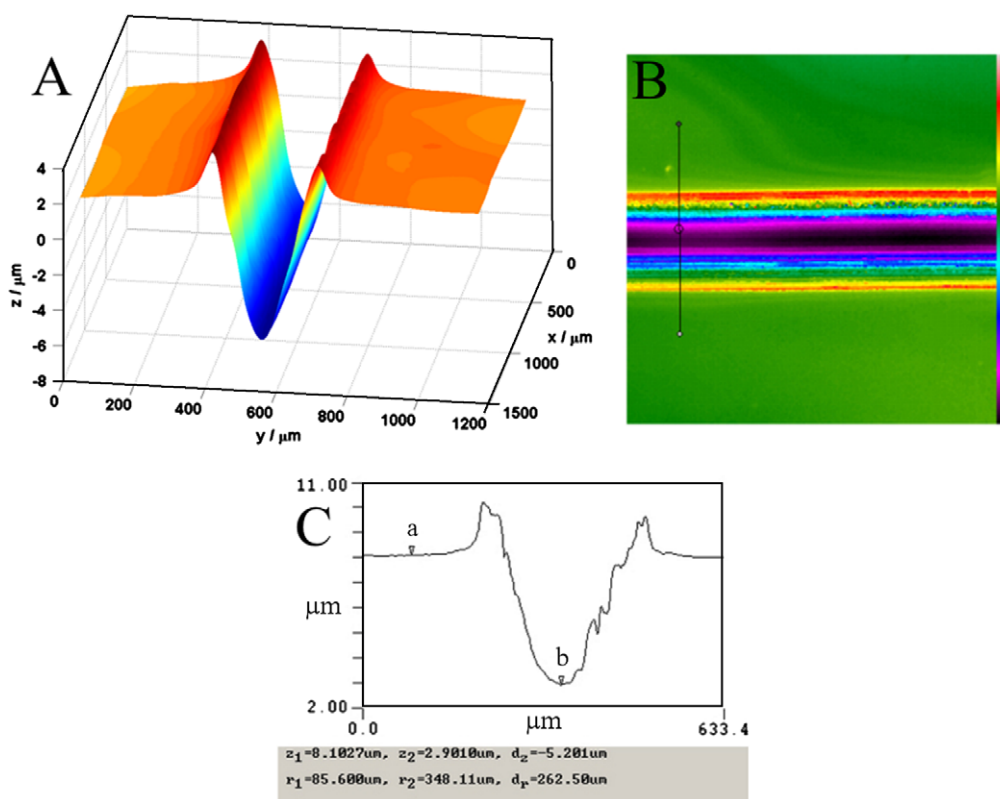 A
4
2
0
-2
-4
-6
-8
z / μm
0
200
400
600
800
1000
1200
y / μm
0
500
1000
1500
x / μm
B
C
11.00
μm
2.00
a
b
0.0
μm
633.4
z1=8.1027um, z2=2.9010um, dz=-5.201um
r1=85.600um, r2=348.11um, dr=262.50um